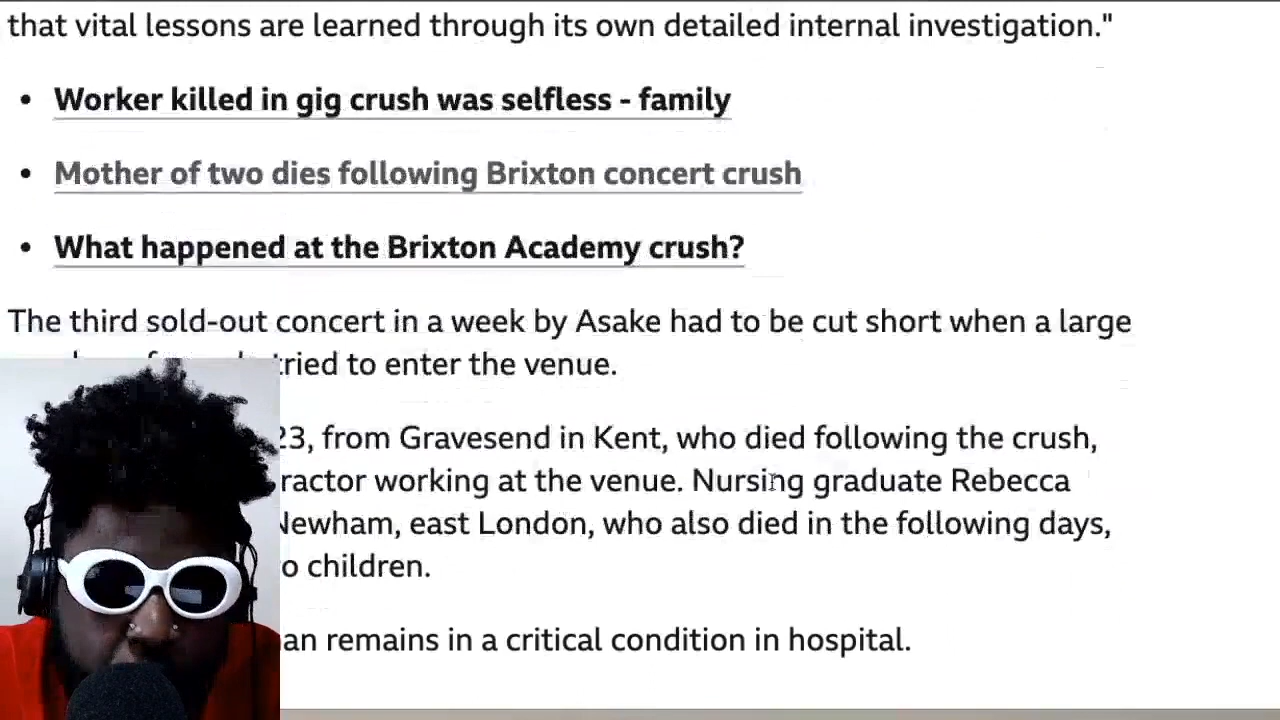 that vital lessons are learned through its own detailed internal investigation."
• Worker killed in gig crush was selfless - family
• Mother of two dies following Brixton concert crush
• What happened at the Brixton Academy crush?
The third sold-out concert in a week by Asake had to be cut short when a large
tried to enter the venue.
23, from Gravesend in Kent, who died following the crush,
ractor working at the venue. Nursing graduate Rebecca
Newham, east London, who also died in the following days,
o children.
an remains in a critical condition in hospital.